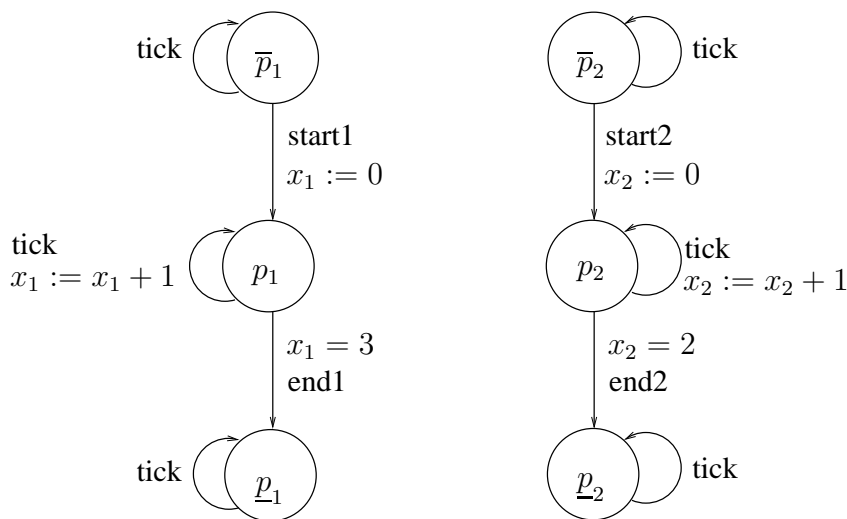 tick
p̅₁
start1
x₁ := 0
tick
x₁ := x₁ + 1
p₁
x₁ = 3
end1
tick
p̲₁
p̅₂
tick
start2
x₂ := 0
p₂
tick
x₂ := x₂ + 1
x₂ = 2
end2
p̲₂
tick